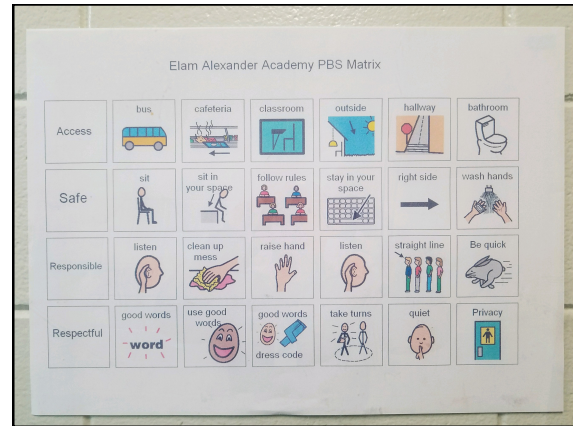 Elam Alexander Academy PBS Matrix
Access
bus
cafeteria
classroom
outside
hallway
bathroom
Safe
sit
sit in
your space
follow rules
stay in your
space
right side
wash hands
Responsible
listen
clean up
mess
raise hand
listen
straight line
Be quick
Respectful
good words
word
use good
words
good words
dress code
take turns
quiet
Privacy